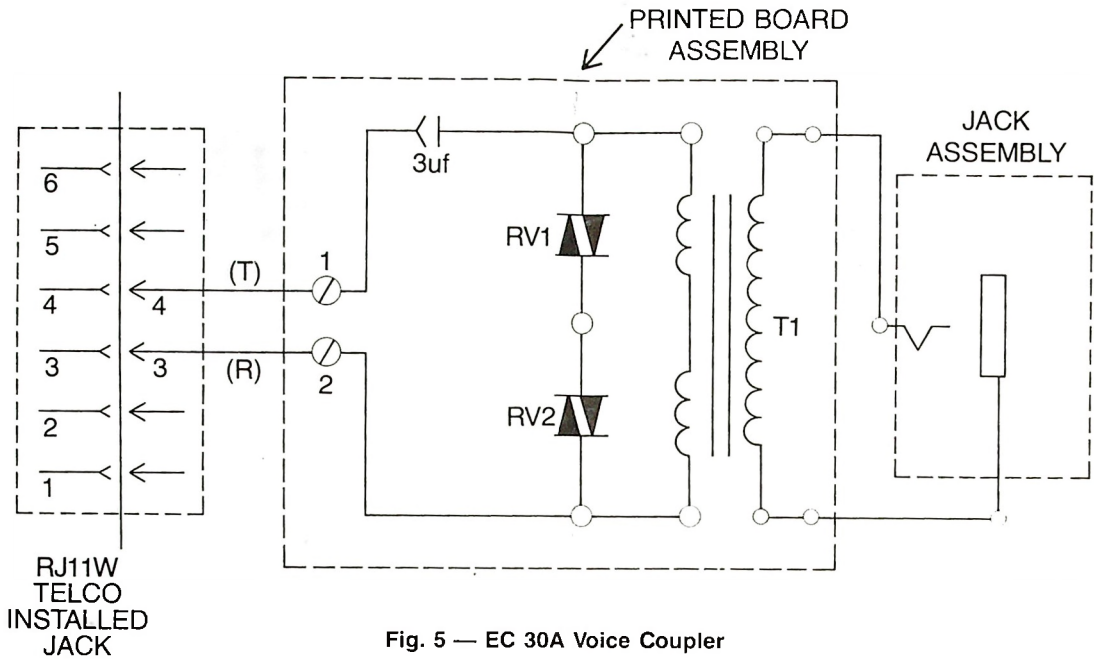 PRINTED BOARD
ASSEMBLY
JACK
ASSEMBLY
3uf
6
5
4
3
2
1
(T)
4
1
(R)
3
2
RV1
RV2
T1
RJ11W
TELCO
INSTALLED
JACK
Fig. 5 — EC 30A Voice Coupler